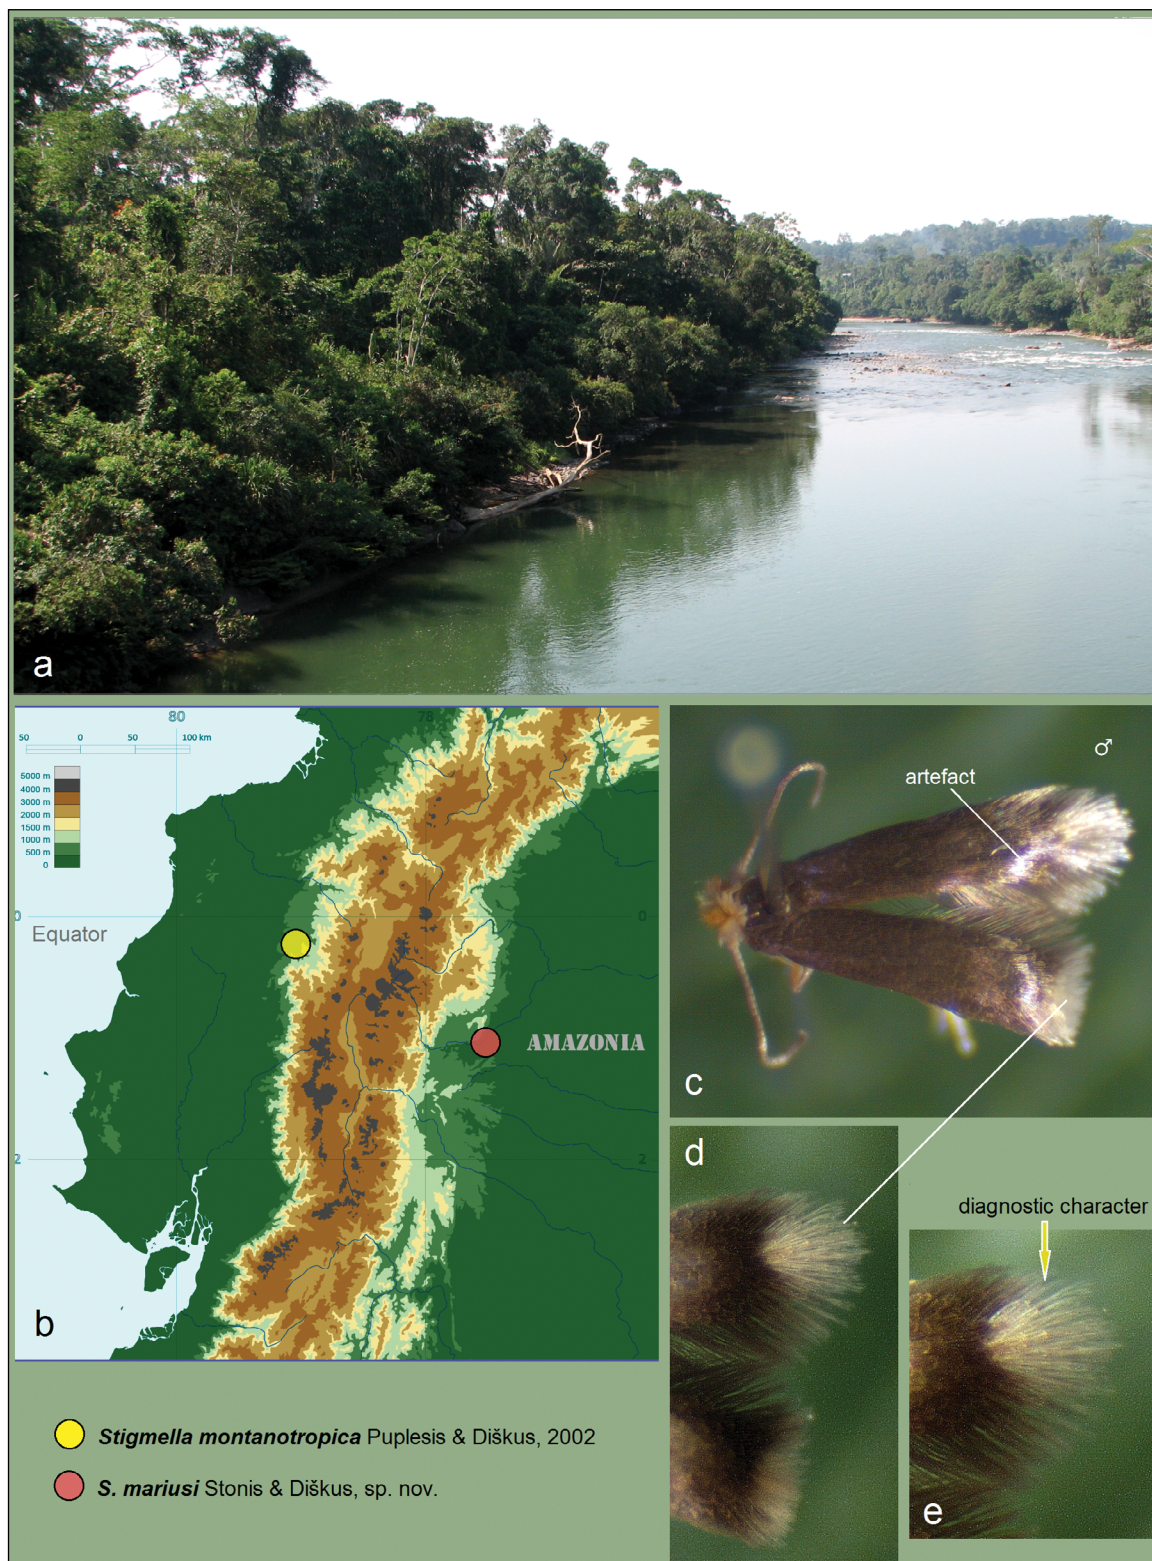 a
80
78
50 0 50 100 km
5000 m
4000 m
3000 m
2000 m
1500 m
1000 m
500 m
0
0
0
Equator
AMAZONIA
2
2
b
♂
artefact
c
d
diagnostic character
e
Stigmella montanotropica Puplesis & Diškus, 2002
S. mariusi Stonis & Diškus, sp. nov.